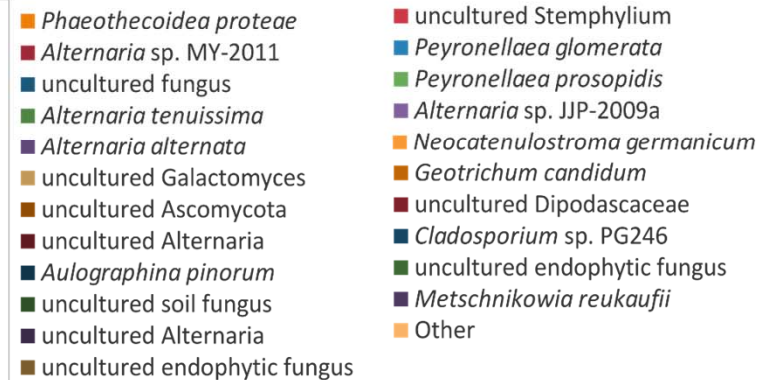 Phaeothecoidea proteae
Alternaria sp. MY-2011
uncultured fungus
Alternaria tenuissima
Alternaria alternata
uncultured Galactomyces
uncultured Ascomycota
uncultured Alternaria
Aulographina pinorum
uncultured soil fungus
uncultured Alternaria
uncultured endophytic fungus
uncultured Stemphylium
Peyronellaea glomerata
Peyronellaea prosopidis
Alternaria sp. JJP-2009a
Neocatenulostroma germanicum
Geotrichum candidum
uncultured Dipodascaceae
Cladosporium sp. PG246
uncultured endophytic fungus
Metschnikowia reukaufii
Other